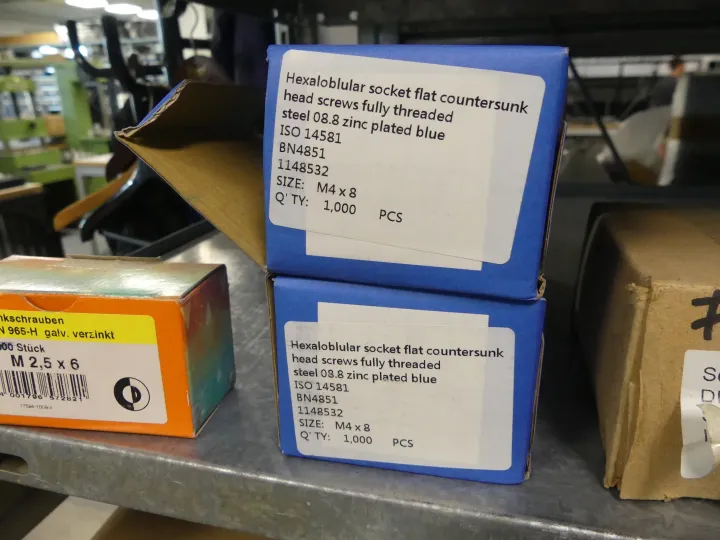 Hexaloblular socket flat countersunk
head screws fully threaded
steel 08.8 zinc plated blue
ISO 14581
BN4851
1148532
SIZE: M4 x 8
Q' TY: 1,000 PCS
Hexaloblular socket flat countersunk
head screws fully threaded
steel 08.8 zinc plated blue
ISO 14581
BN4851
1148532
SIZE: M4 x 8
Q' TY: 1,000 PCS
nkschrauben
N 965-H galv. verzinkt
00 Stück
M 2,5 x 6